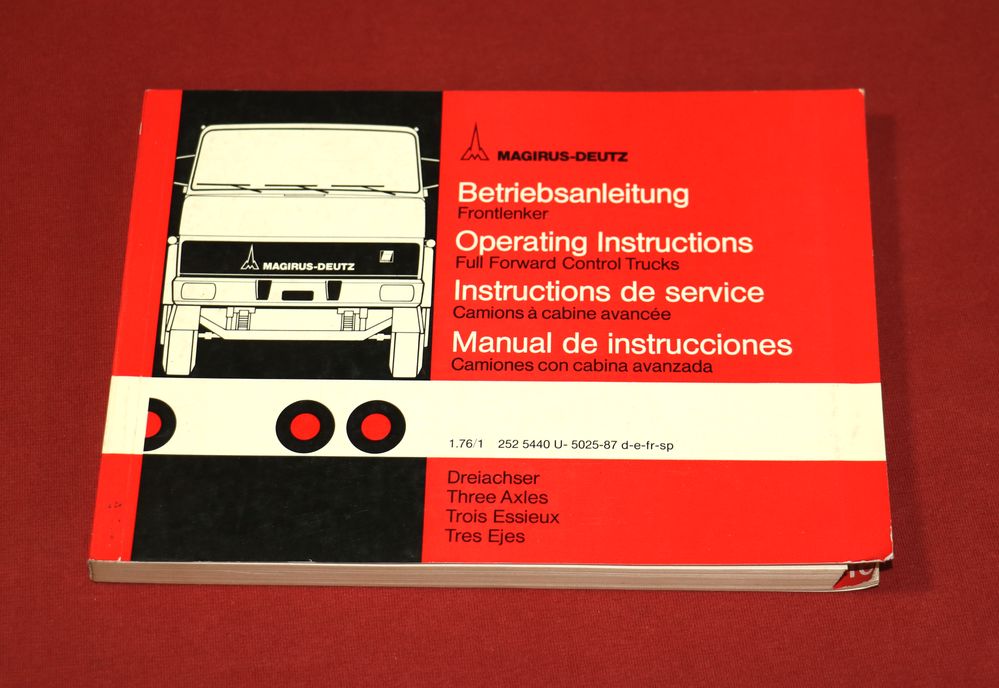 MAGIRUS-DEUTZ
Betriebsanleitung
Frontlenker
Operating Instructions
Full Forward Control Trucks
Instructions de service
Camions à cabine avancée
Manual de instrucciones
Camiones con cabina avanzada
MAGIRUS-DEUTZ
1.76/1 252 5440 U- 5025-87 d-e-fr-sp
Dreiachser
Three Axles
Trois Essieux
Tres Ejes